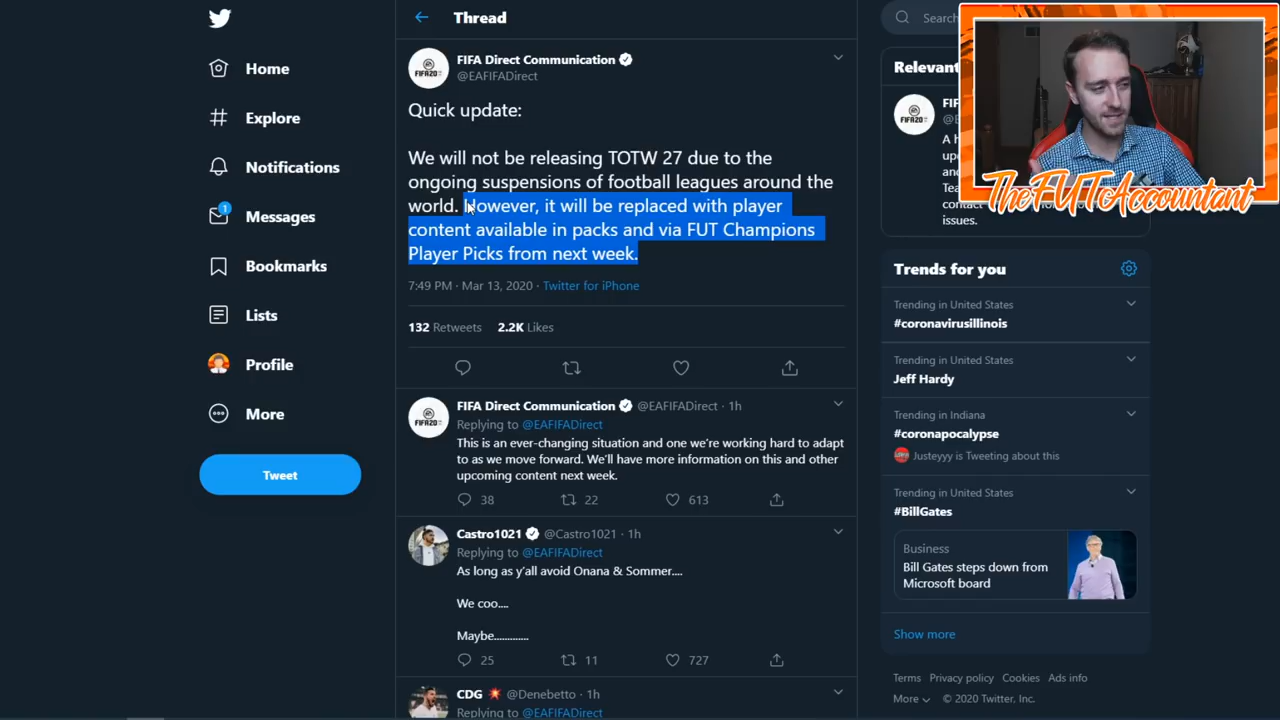 Thread
Search
Home
Explore
Notifications
1
Messages
Bookmarks
Lists
Profile
More
Tweet
FIFA Direct Communication
@EAFIFADirect
Quick update:
We will not be releasing TOTW 27 due to the
ongoing suspensions of football leagues around the
world. However, it will be replaced with player
content available in packs and via FUT Champions
Player Picks from next week.
7:49 PM · Mar 13, 2020 · Twitter for iPhone
132 Retweets 2.2K Likes
FIFA Direct Communication @EAFIFADirect · 1h
Replying to @EAFIFADirect
This is an ever-changing situation and one we're working hard to adapt
to as we move forward. We'll have more information on this and other
upcoming content next week.
38 22 613
Castro1021 @Castro1021 · 1h
Replying to @EAFIFADirect
As long as y'all avoid Onana & Sommer....
We coo....
Maybe.............
25 11 727
CDG @Denebetto · 1h
Replying to @EAFIFADirect
FIFA20
FIFA20
FIFA20
TheFUTAccountant
issues.
Trends for you
Trending in United States
#coronavirusillinois
Trending in United States
Jeff Hardy
Trending in Indiana
#coronapocalypse
Justeyyy is Tweeting about this
Trending in United States
#BillGates
Business
Bill Gates steps down from
Microsoft board
Show more
Terms Privacy policy Cookies Ads info
More © 2020 Twitter, Inc.